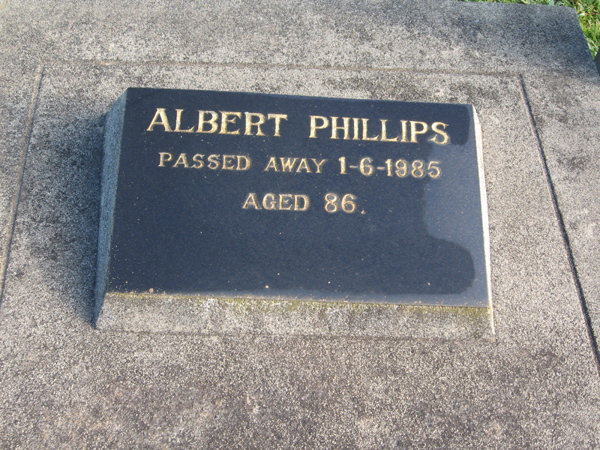 ALBERT PHILLIPS
PASSED AWAY 1-6-1985
AGED 86.